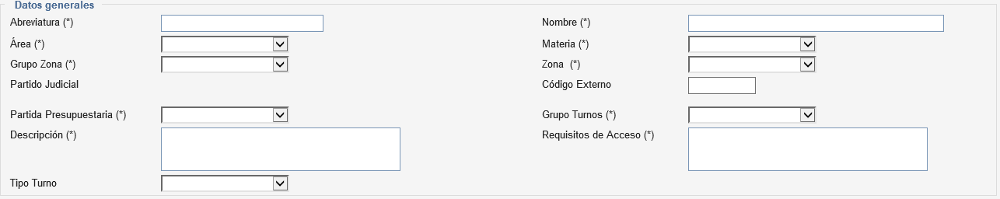 Datos generales
Abreviatura (*) Nombre (*)
Área (*) Materia (*)
Grupo Zona (*) Zona (*)
Partido Judicial Código Externo
Partida Presupuestaria (*) Grupo Turnos (*)
Descripción (*) Requisitos de Acceso (*)
Tipo Turno